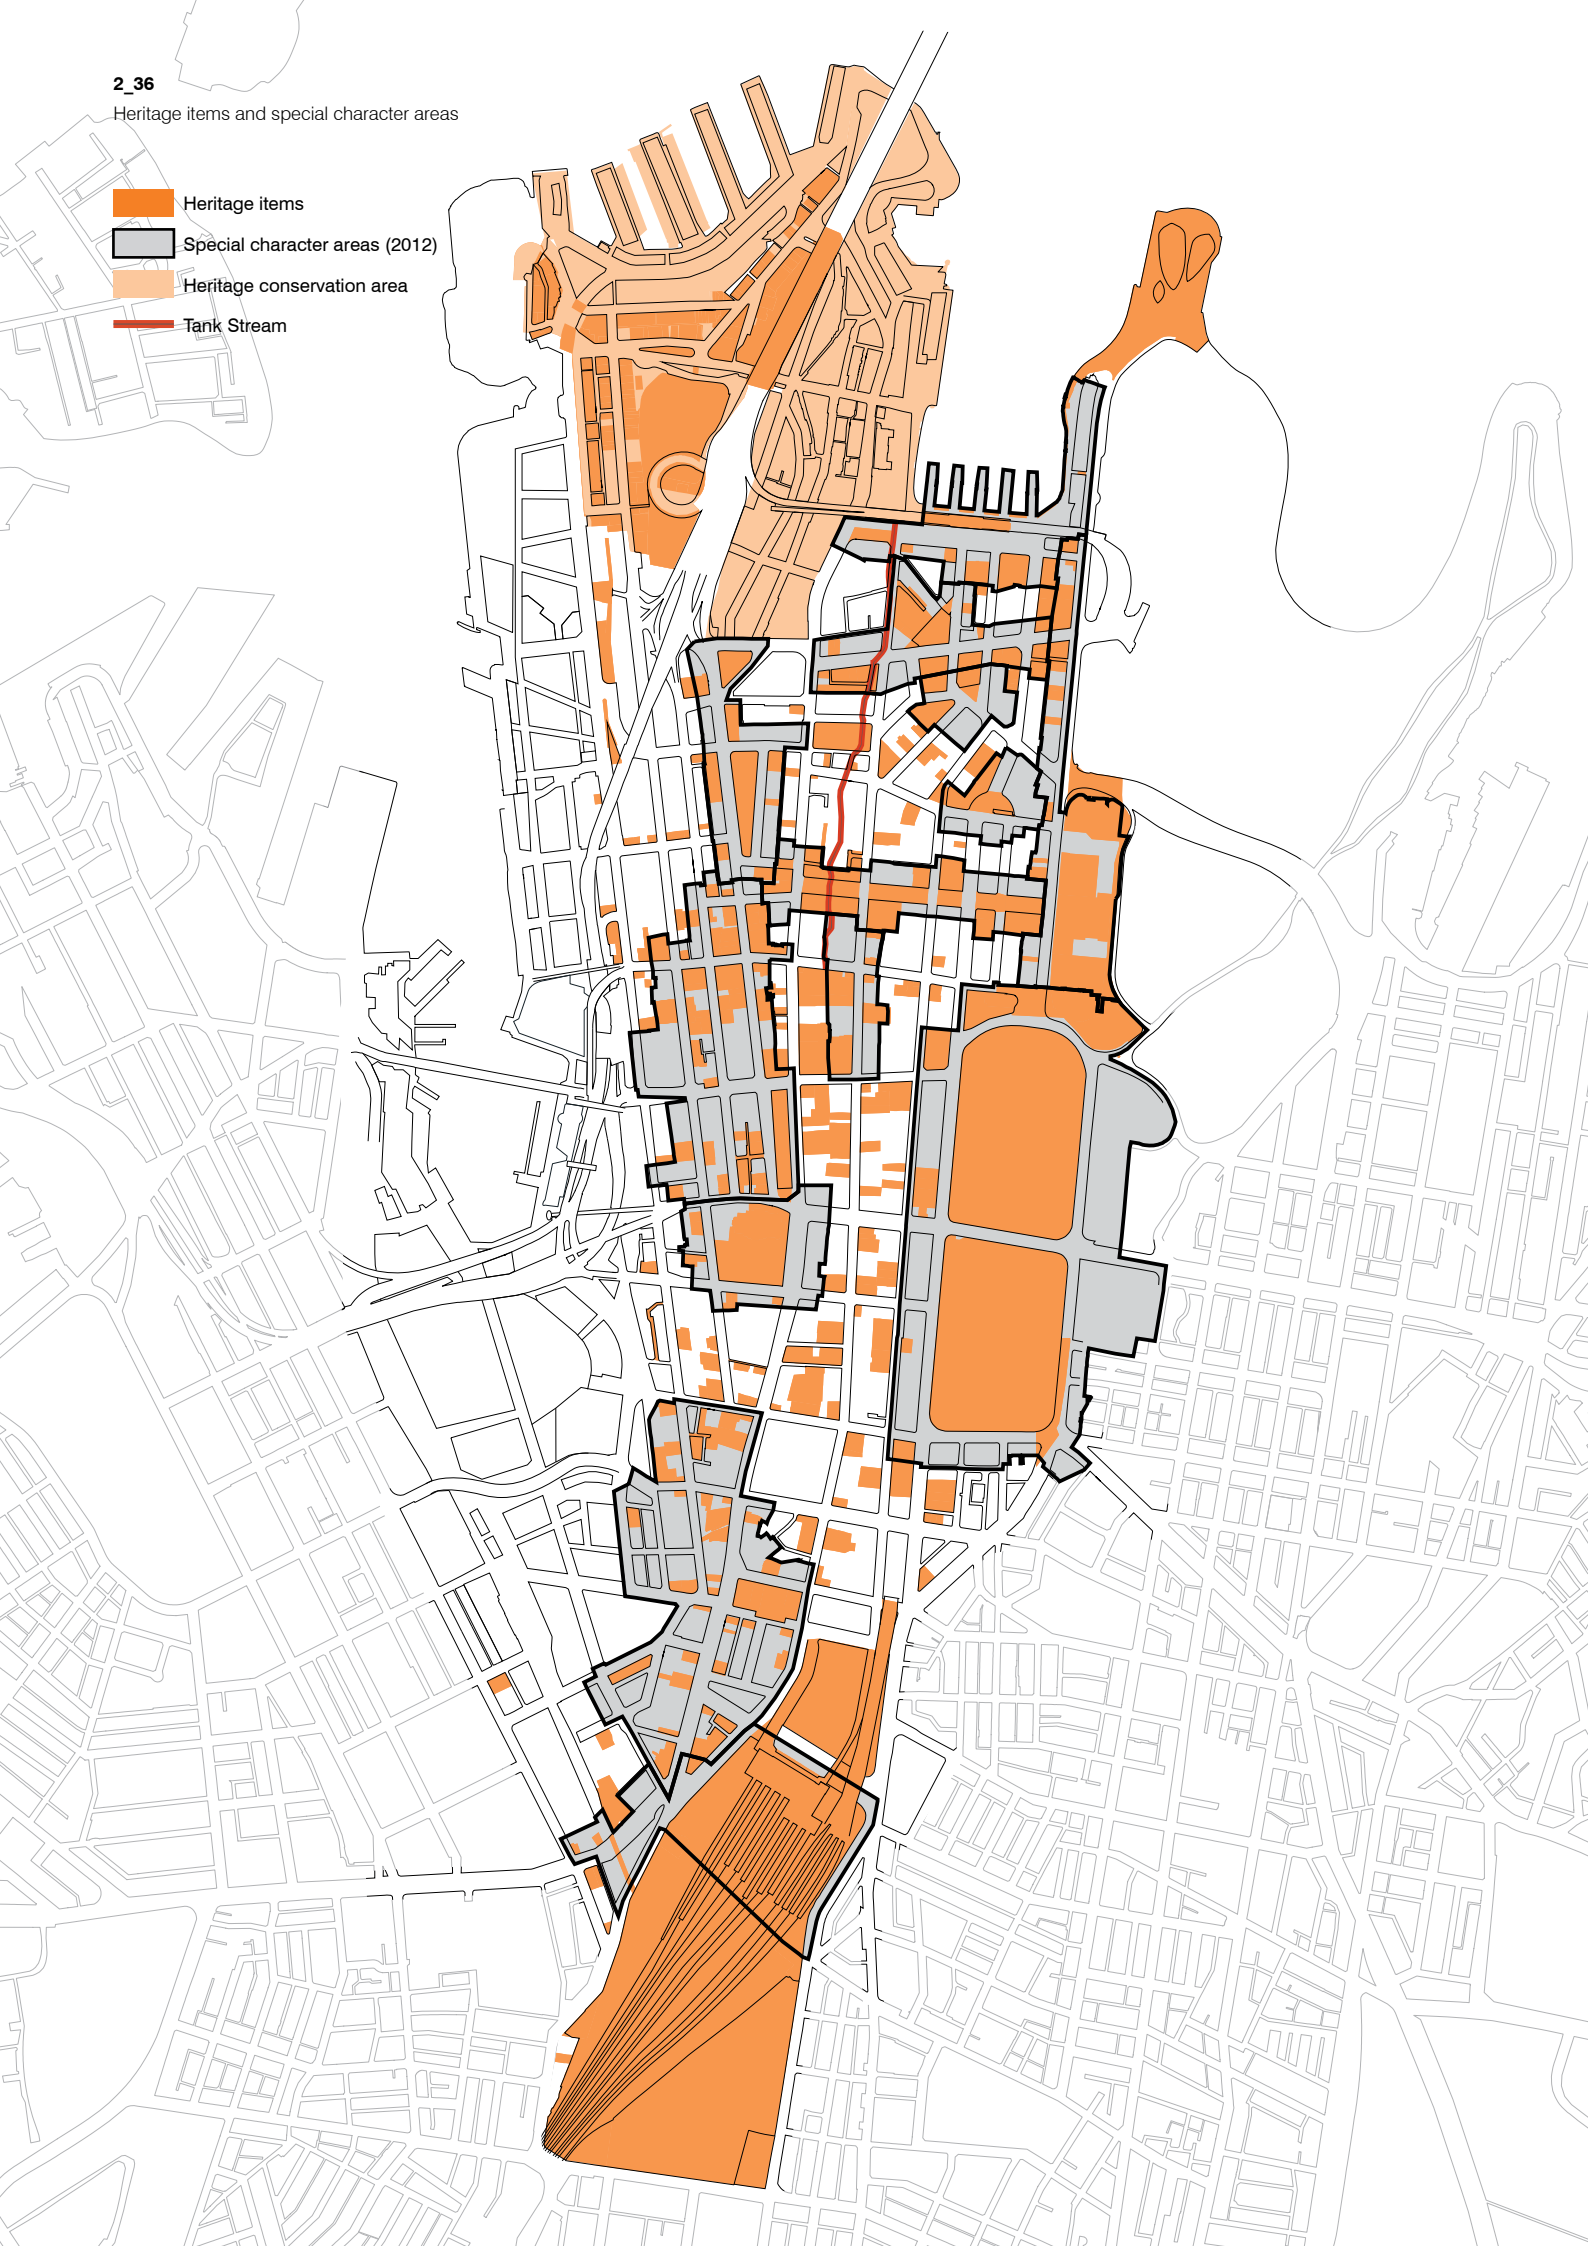 2_36
Heritage items and special character areas
Heritage items
Special character areas (2012)
Heritage conservation area
Tank Stream